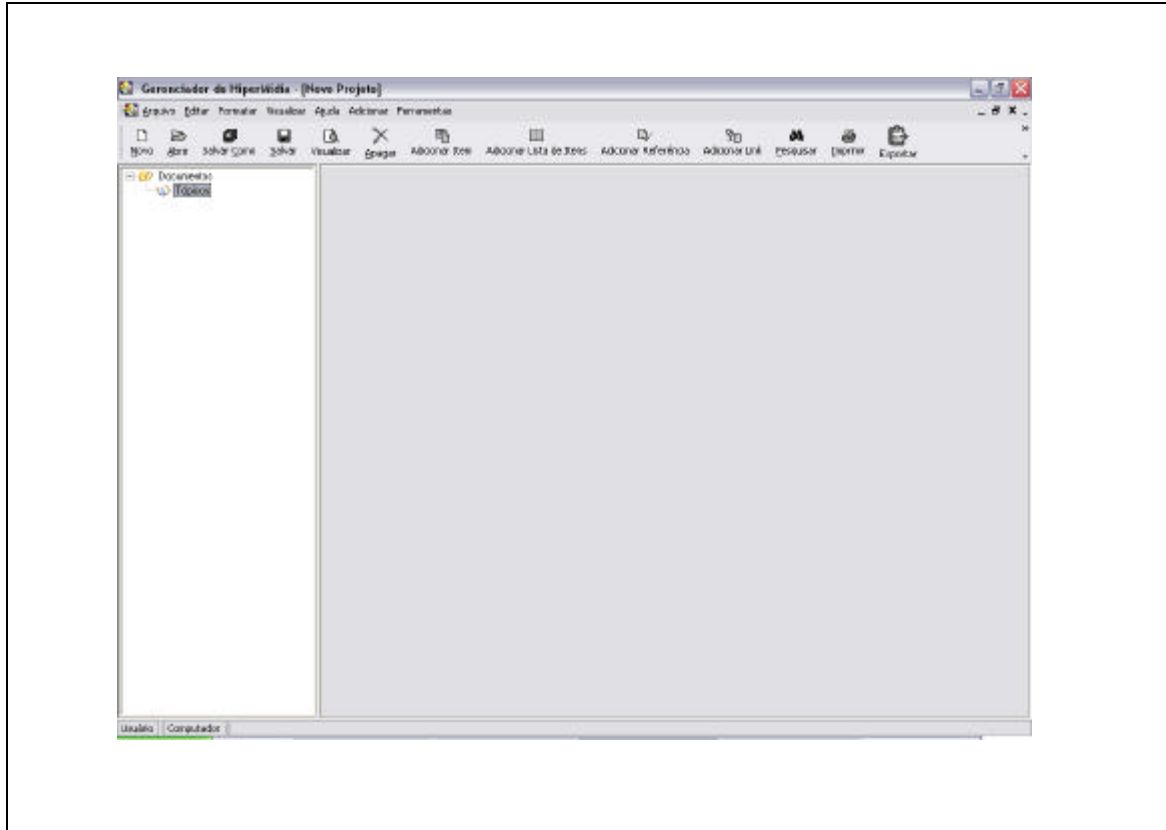 Gerenciador de HiperMidia - [Novo Projeto]
Arquivo Editar Formatar Visualizar Ajuda Adicionar Ferramentas
Novo Abrir Salvar Como Salvar Visualizar Apagar Adicionar Item Adicionar Lista de Itens Adicionar Referência Adicionar Link Pesquisar Imprimir Exportar
Documentos
Tópicos
Usuário Computador